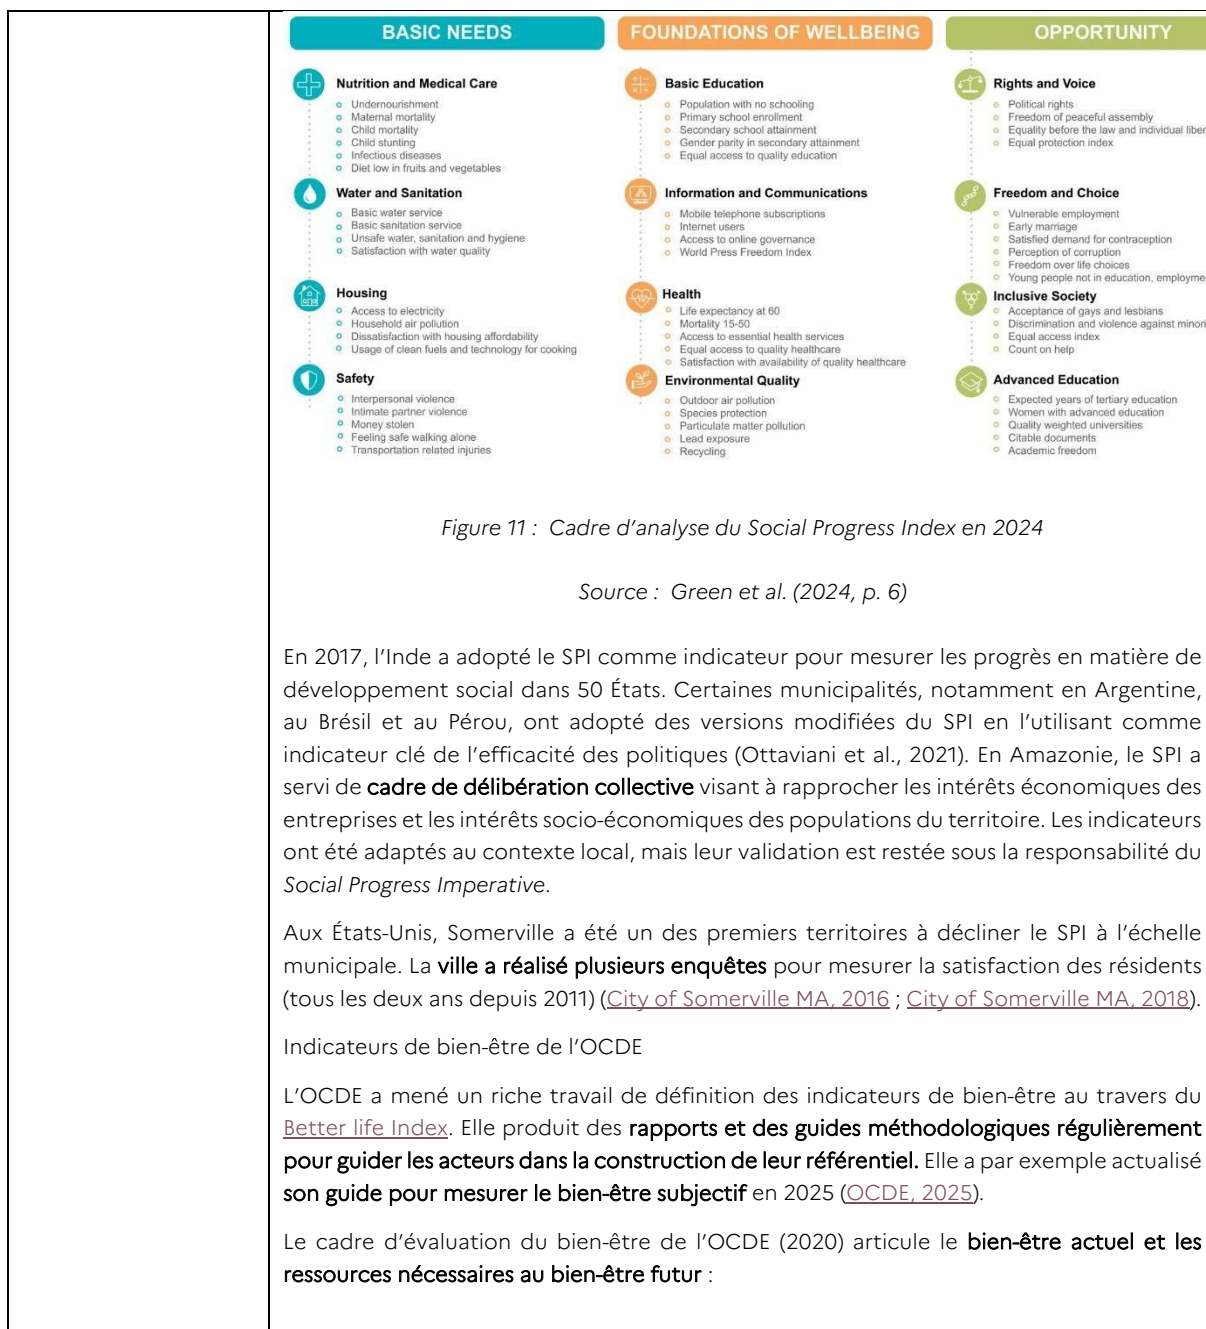 BASIC NEEDS
Nutrition and Medical Care
Undernourishment
Maternal mortality
Child mortality
Child stunting
Infectious diseases
Diet low in fruits and vegetables
Water and Sanitation
Basic water service
Basic sanitation service
Unsafe water, sanitation and hygiene
Satisfaction with water quality
Housing
Access to electricity
Household air pollution
Dissatisfaction with housing affordability
Usage of clean fuels and technology for cooking
Safety
Interpersonal violence
Intimate partner violence
Money stolen
Feeling safe walking alone
Transportation related injuries
FOUNDATIONS OF WELLBEING
Basic Education
Population with no schooling
Primary school enrollment
Secondary school attainment
Gender parity in secondary attainment
Equal access to quality education
Information and Communications
Mobile telephone subscriptions
Internet users
Access to online governance
World Press Freedom Index
Health
Life expectancy at 60
Mortality 15-50
Access to essential health services
Equal access to quality healthcare
Satisfaction with availability of quality healthcare
Environmental Quality
Outdoor air pollution
Species protection
Particulate matter pollution
Lead exposure
Recycling
OPPORTUNITY
Rights and Voice
Political rights
Freedom of peaceful assembly
Equality before the law and individual liber
Equal protection index
Freedom and Choice
Vulnerable employment
Early marriage
Satisfied demand for contraception
Perception of corruption
Freedom over life choices
Young people not in education, employme
Inclusive Society
Acceptance of gays and lesbians
Discrimination and violence against minori
Equal access index
Count on help
Advanced Education
Expected years of tertiary education
Women with advanced education
Quality weighted universities
Citable documents
Academic freedom
Figure 11 : Cadre d'analyse du Social Progress Index en 2024
Source : Green et al. (2024, p. 6)
En 2017, l'Inde a adopté le SPI comme indicateur pour mesurer les progrès en matière de
développement social dans 50 États. Certaines municipalités, notamment en Argentine,
au Brésil et au Pérou, ont adopté des versions modifiées du SPI en l'utilisant comme
indicateur clé de l'efficacité des politiques (Ottaviani et al., 2021). En Amazonie, le SPI a
servi de cadre de délibération collective visant à rapprocher les intérêts économiques des
entreprises et les intérêts socio-économiques des populations du territoire. Les indicateurs
ont été adaptés au contexte local, mais leur validation est restée sous la responsabilité du
Social Progress Imperative.
Aux États-Unis, Somerville a été un des premiers territoires à décliner le SPI à l'échelle
municipale. La ville a réalisé plusieurs enquêtes pour mesurer la satisfaction des résidents
(tous les deux ans depuis 2011) (City of Somerville MA, 2016 ; City of Somerville MA, 2018).
Indicateurs de bien-être de l'OCDE
L'OCDE a mené un riche travail de définition des indicateurs de bien-être au travers du
Better life Index. Elle produit des rapports et des guides méthodologiques régulièrement
pour guider les acteurs dans la construction de leur référentiel. Elle a par exemple actualisé
son guide pour mesurer le bien-être subjectif en 2025 (OCDE, 2025).
Le cadre d'évaluation du bien-être de l'OCDE (2020) articule le bien-être actuel et les
ressources nécessaires au bien-être futur :